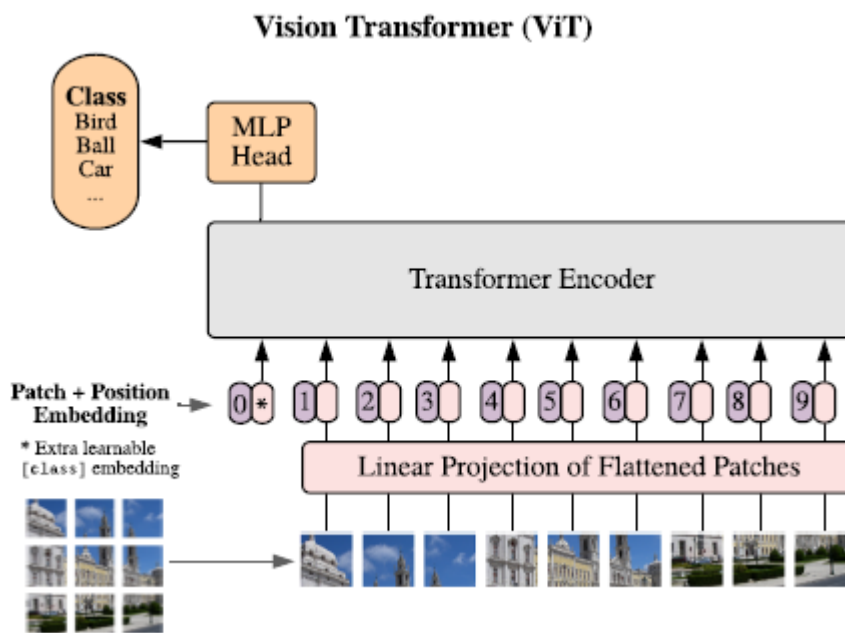 Vision Transformer (ViT)
Class
Bird
Ball
Car
...
MLP
Head
Transformer Encoder
Patch + Position
Embedding
0 * 1 2 3 4 5 6 7 8 9
* Extra learnable
[class] embedding
Linear Projection of Flattened Patches